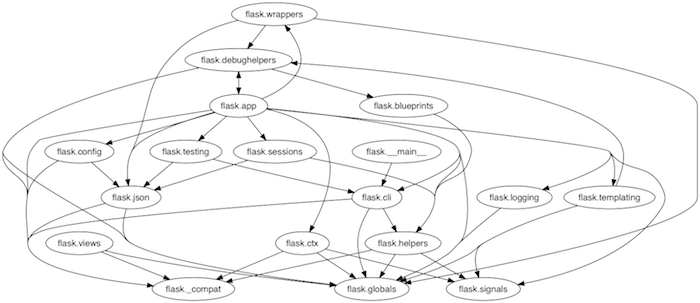 flask.wrappers
flask.debughelpers
flask.app
flask.blueprints
flask.config
flask.testing
flask.sessions
flask.__main__
flask.json
flask.cli
flask.logging
flask.templating
flask.views
flask.ctx
flask.helpers
flask._compat
flask.globals
flask.signals